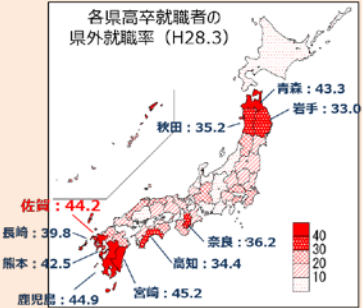 各県高卒就職者の
県外就職率（H28.3）
青森：43.3
岩手：33.0
秋田：35.2
佐賀：44.2
長崎：39.8
熊本：42.5
鹿児島：44.9
宮崎：45.2
高知：34.4
奈良：36.2
40
30
20
10